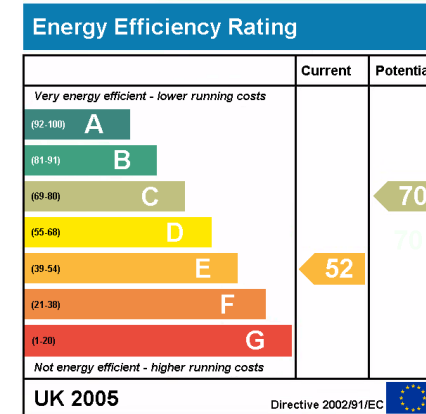 Energy Efficiency Rating
Current Potentia
Very energy efficient - lower running costs
(92-100) A
(81-91) B
(69-80) C 70
(55-68) D 70
(39-54) E 52
(21-38) F
(1-20) G
Not energy efficient - higher running costs
UK 2005 Directive 2002/91/EC